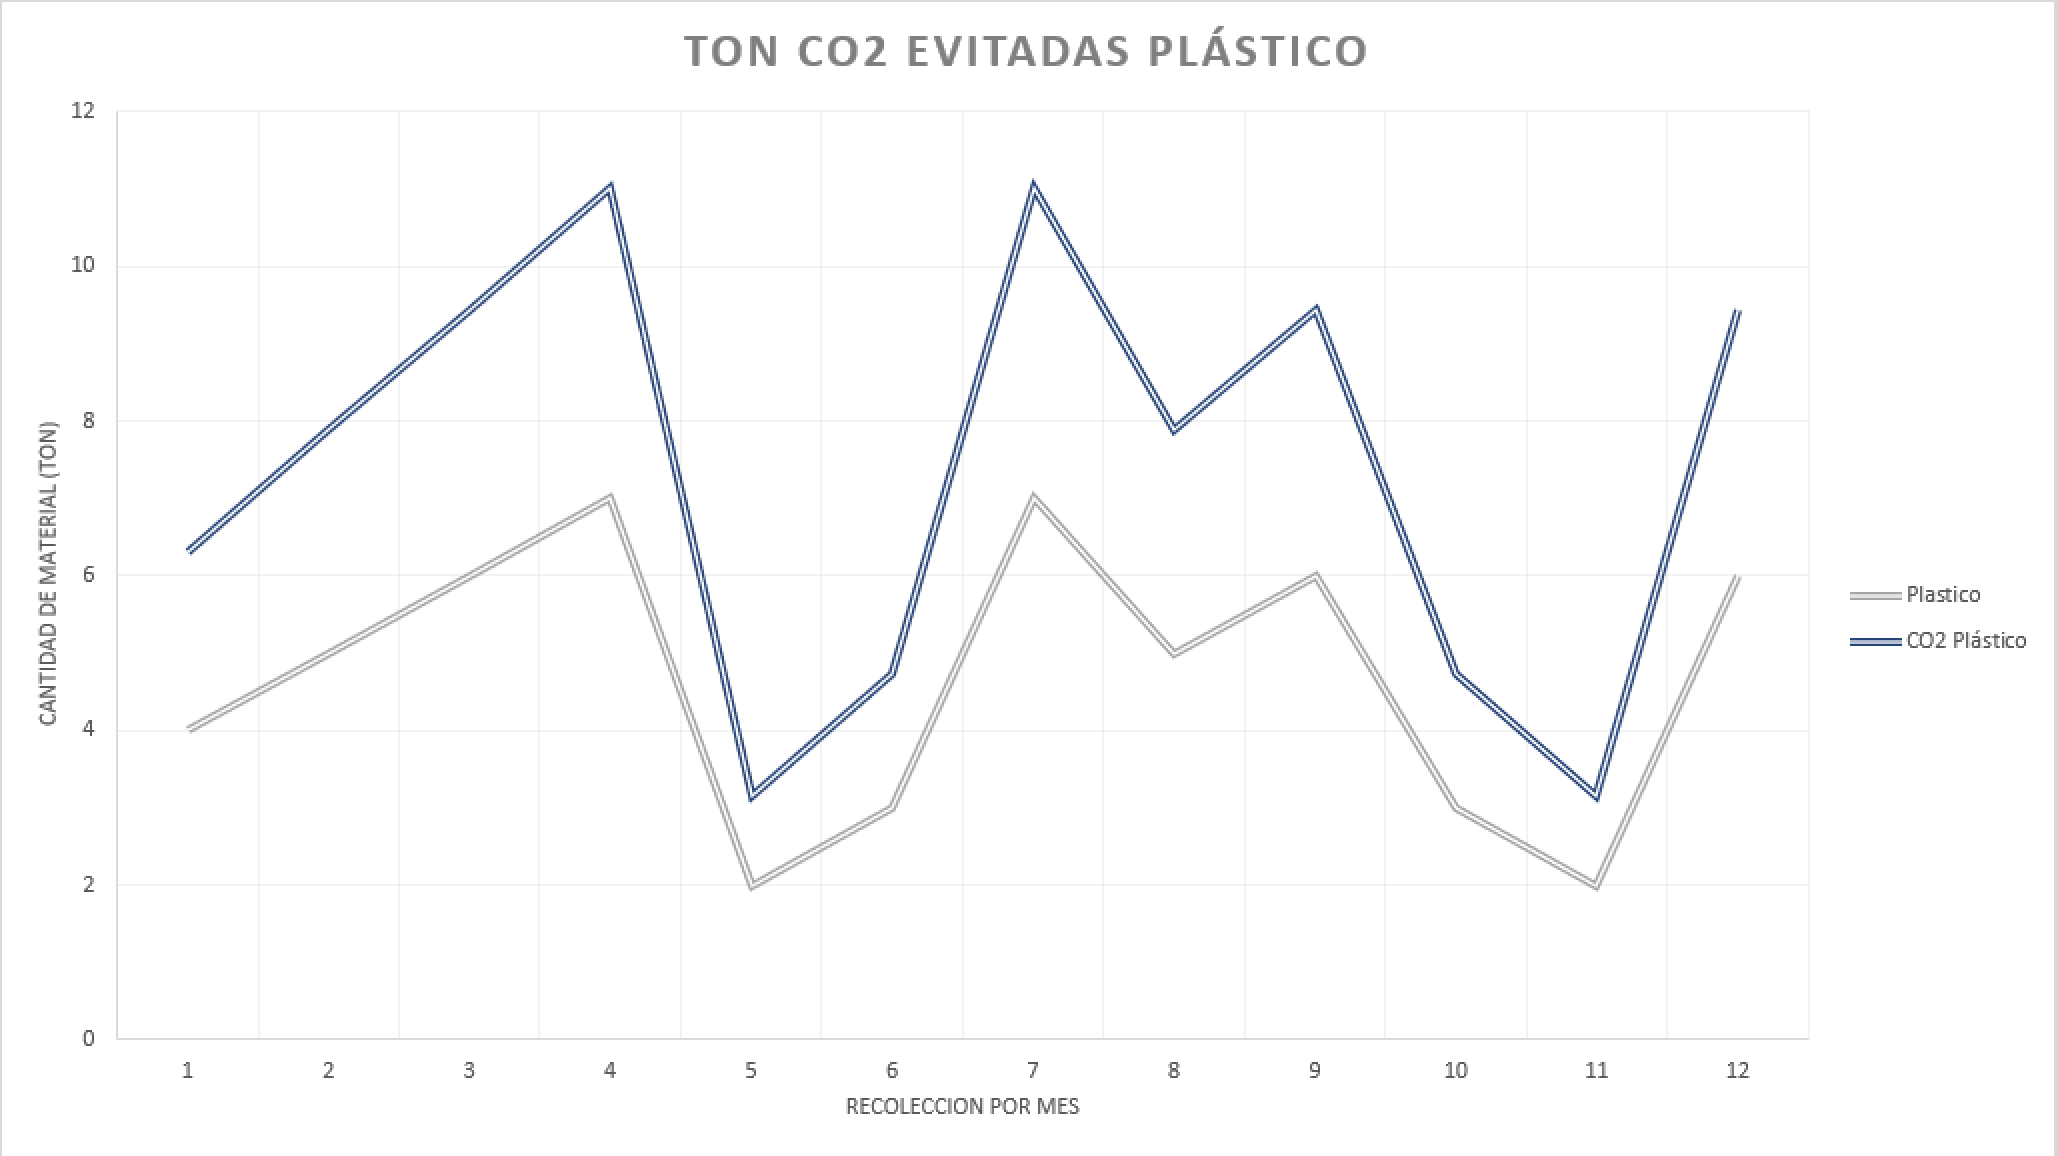 TON CO2 EVITADAS PLÁSTICO
12
10
8
6
4
2
0
CANTIDAD DE MATERIAL (TON)
1 2 3 4 5 6 7 8 9 10 11 12
RECOLECCION POR MES
Plastico
CO2 Plástico